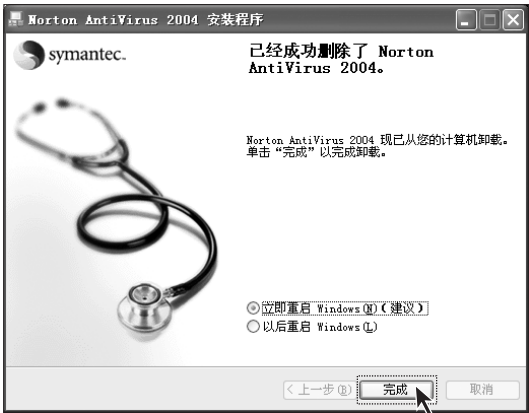 Norton AntiVirus 2004 安装程序
symantec.
已经成功删除了 Norton
AntiVirus 2004。
Norton AntiVirus 2004 现已从您的计算机卸载。
单击“完成”以完成卸载。
立即重启 Windows(N)(建议)
以后重启 Windows(L)
< 上一步(B)
完成
取消